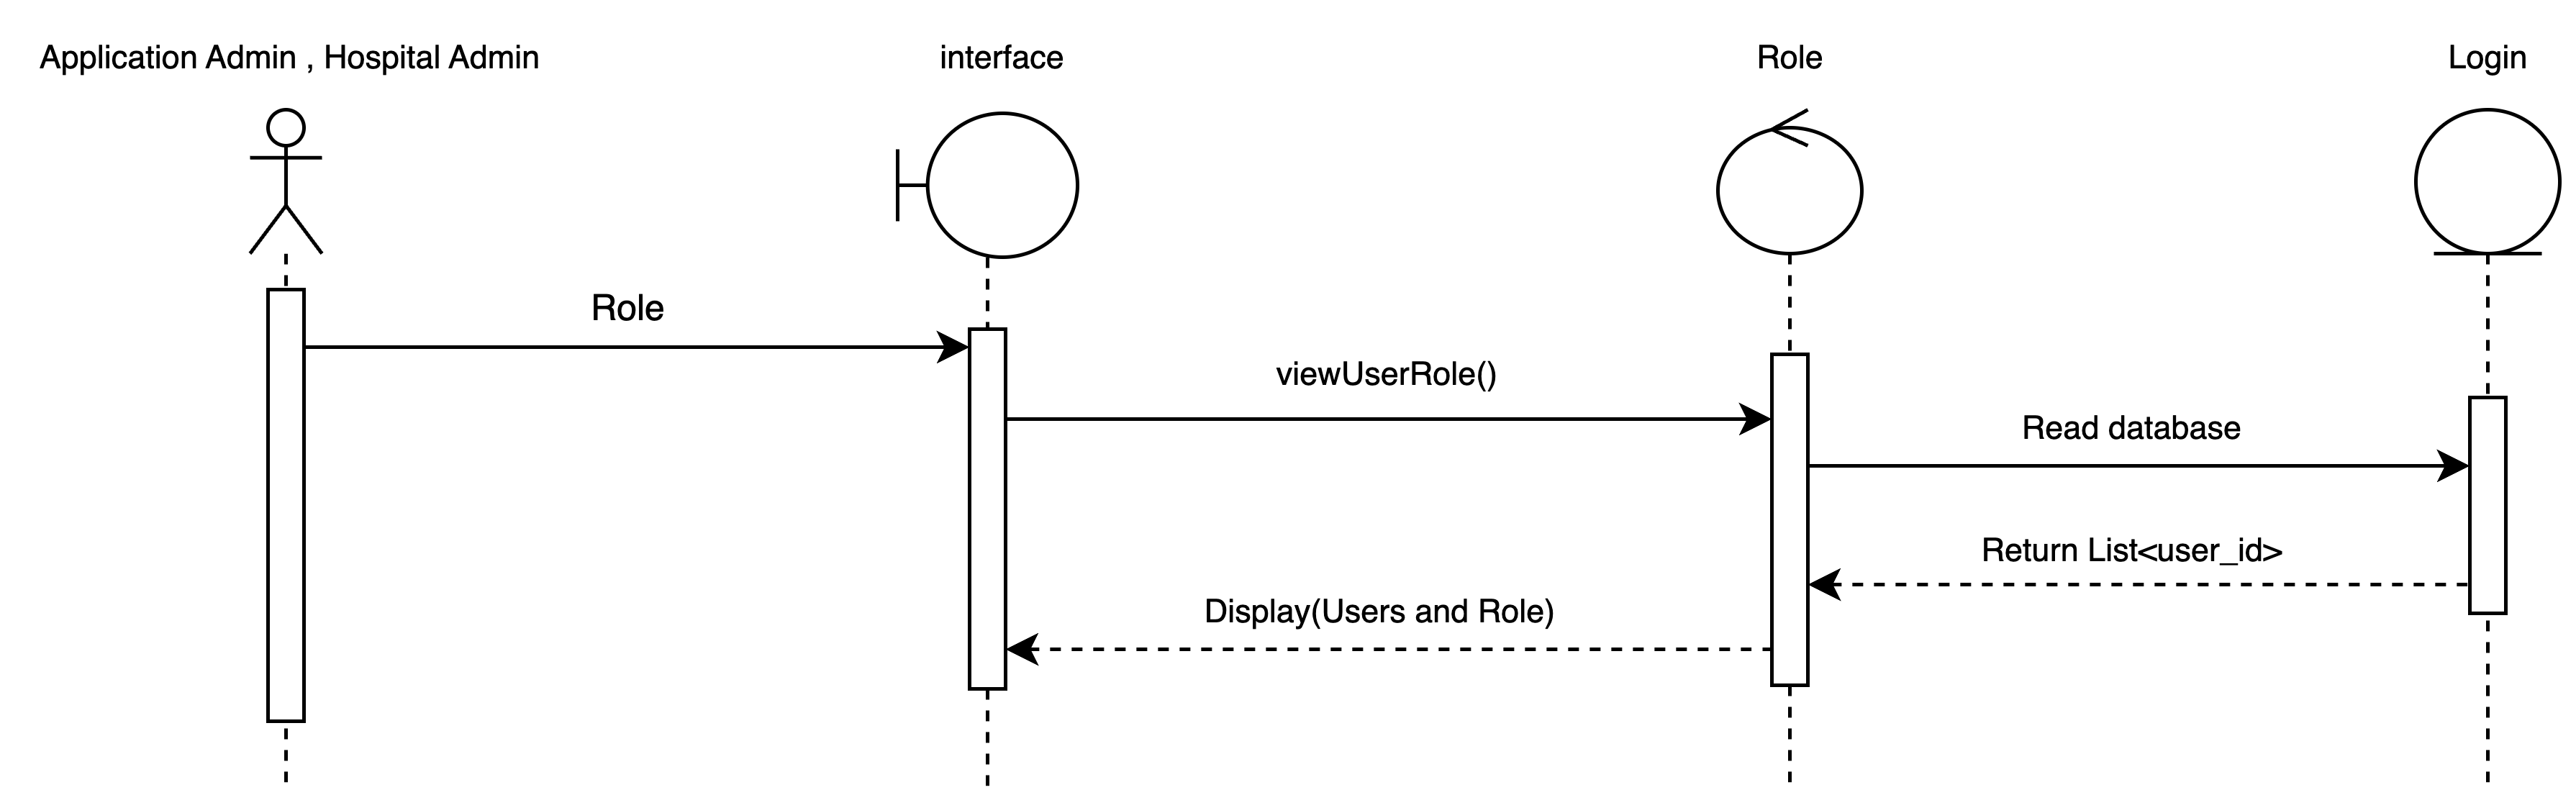 Application Admin , Hospital Admin
interface
Role
Login
Role
viewUserRole()
Read database
Return List<user_id>
Display(Users and Role)